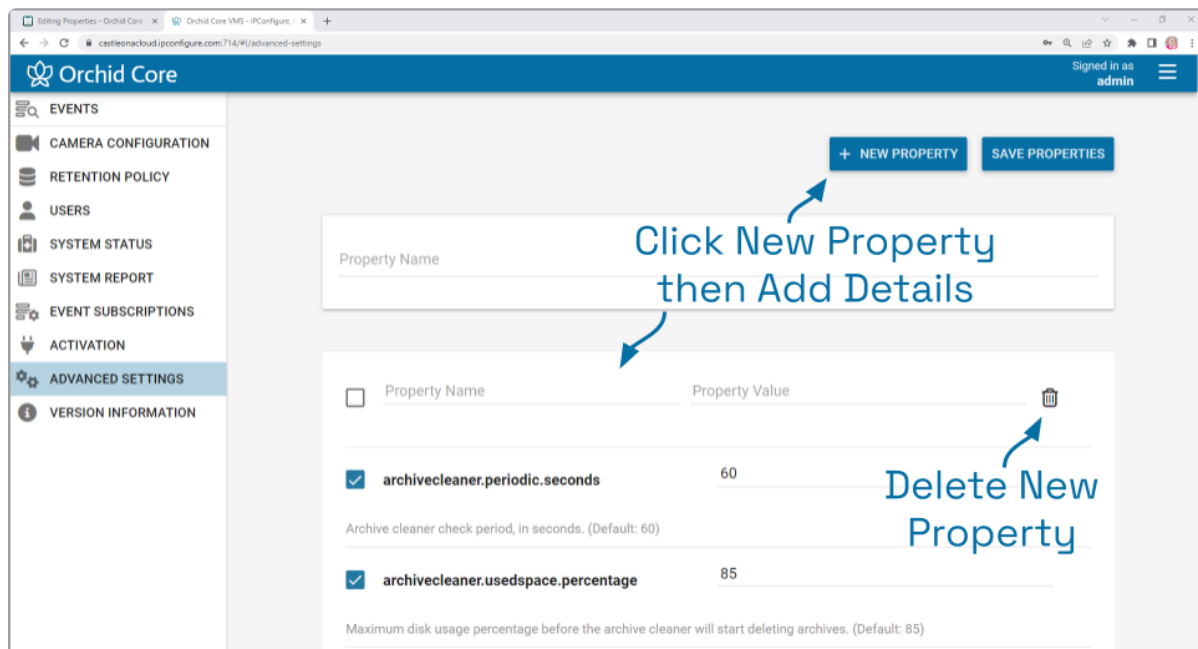 Editing Properties - Orchid Core
Orchid Core VMS - IPConfigure,
castleonacloud.ipconfigure.com:714/#!/advanced-settings
Orchid Core
Signed in as
admin
EVENTS
CAMERA CONFIGURATION
RETENTION POLICY
USERS
SYSTEM STATUS
SYSTEM REPORT
EVENT SUBSCRIPTIONS
ACTIVATION
ADVANCED SETTINGS
VERSION INFORMATION
+ NEW PROPERTY
SAVE PROPERTIES
Click New Property
then Add Details
Property Name
Property Name
Property Value
archivecleaner.periodic.seconds
60
Delete New
Property
Archive cleaner check period, in seconds. (Default: 60)
archivecleaner.usedspace.percentage
85
Maximum disk usage percentage before the archive cleaner will start deleting archives. (Default: 85)